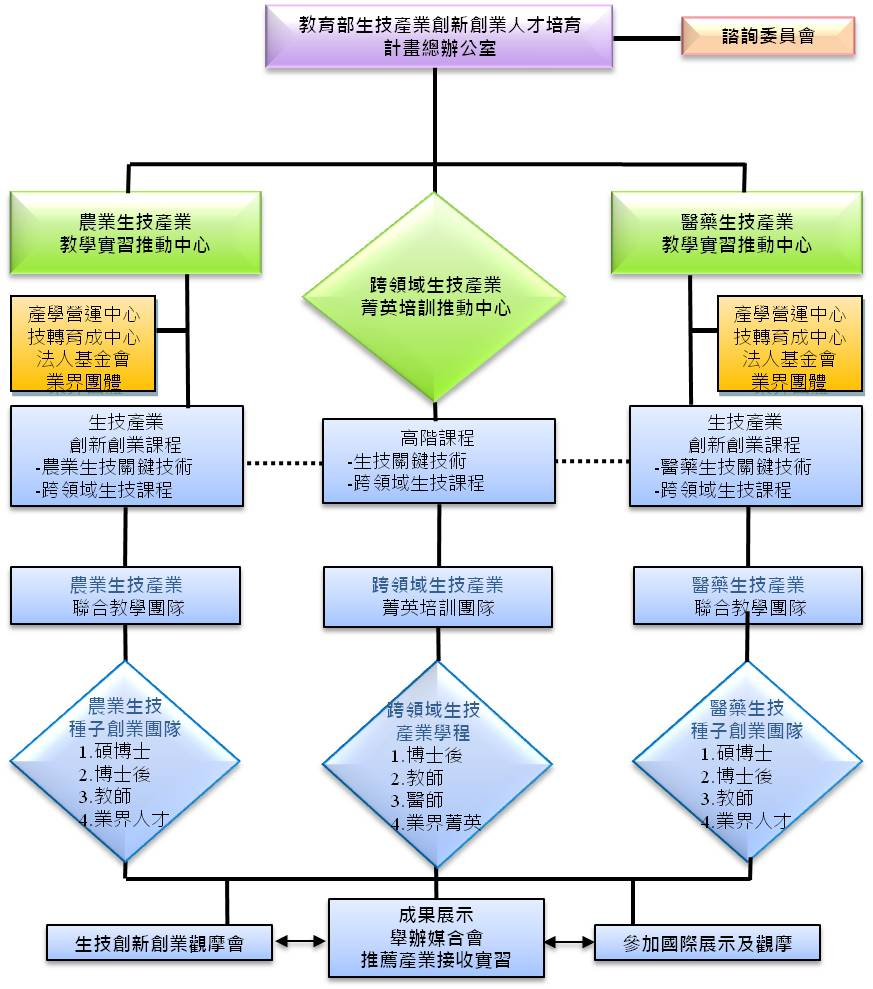 教育部生技產業創新創業人才培育
計畫總辦公室
諮詢委員會
農業生技產業
教學實習推動中心
跨領域生技產業
菁英培訓推動中心
醫藥生技產業
教學實習推動中心
產學營運中心
技轉育成中心
法人基金會
業界團體
產學營運中心
技轉育成中心
法人基金會
業界團體
生技產業
創新創業課程
-農業生技關鍵技術
-跨領域生技課程
高階課程
-生技關鍵技術
-跨領域生技課程
生技產業
創新創業課程
-醫藥生技關鍵技術
-跨領域生技課程
農業生技產業
聯合教學團隊
跨領域生技產業
菁英培訓團隊
醫藥生技產業
聯合教學團隊
農業生技
種子創業團隊
1.碩博士
2.博士後
3.教師
4.業界人才
跨領域生技
產業學程
1.博士後
2.教師
3.醫師
4.業界菁英
醫藥生技
種子創業團隊
1.碩博士
2.博士後
3.教師
4.業界人才
生技創新創業觀摩會
成果展示
舉辦媒合會
推薦產業接收實習
參加國際展示及觀摩